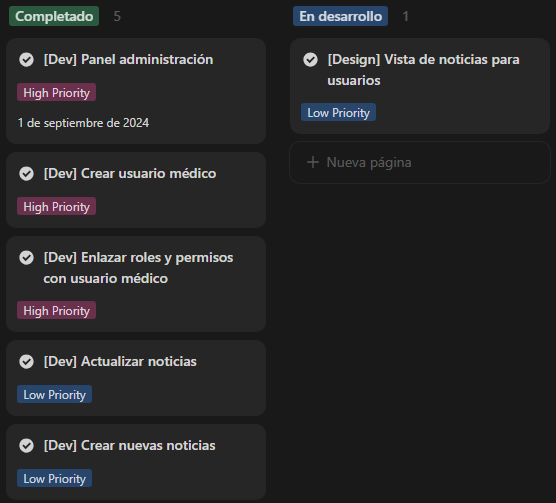 Completado 5
[Dev] Panel administración
High Priority
1 de septiembre de 2024
[Dev] Crear usuario médico
High Priority
[Dev] Enlazar roles y permisos
con usuario médico
High Priority
[Dev] Actualizar noticias
Low Priority
[Dev] Crear nuevas noticias
Low Priority
En desarrollo 1
[Design] Vista de noticias para
usuarios
Low Priority
+ Nueva página